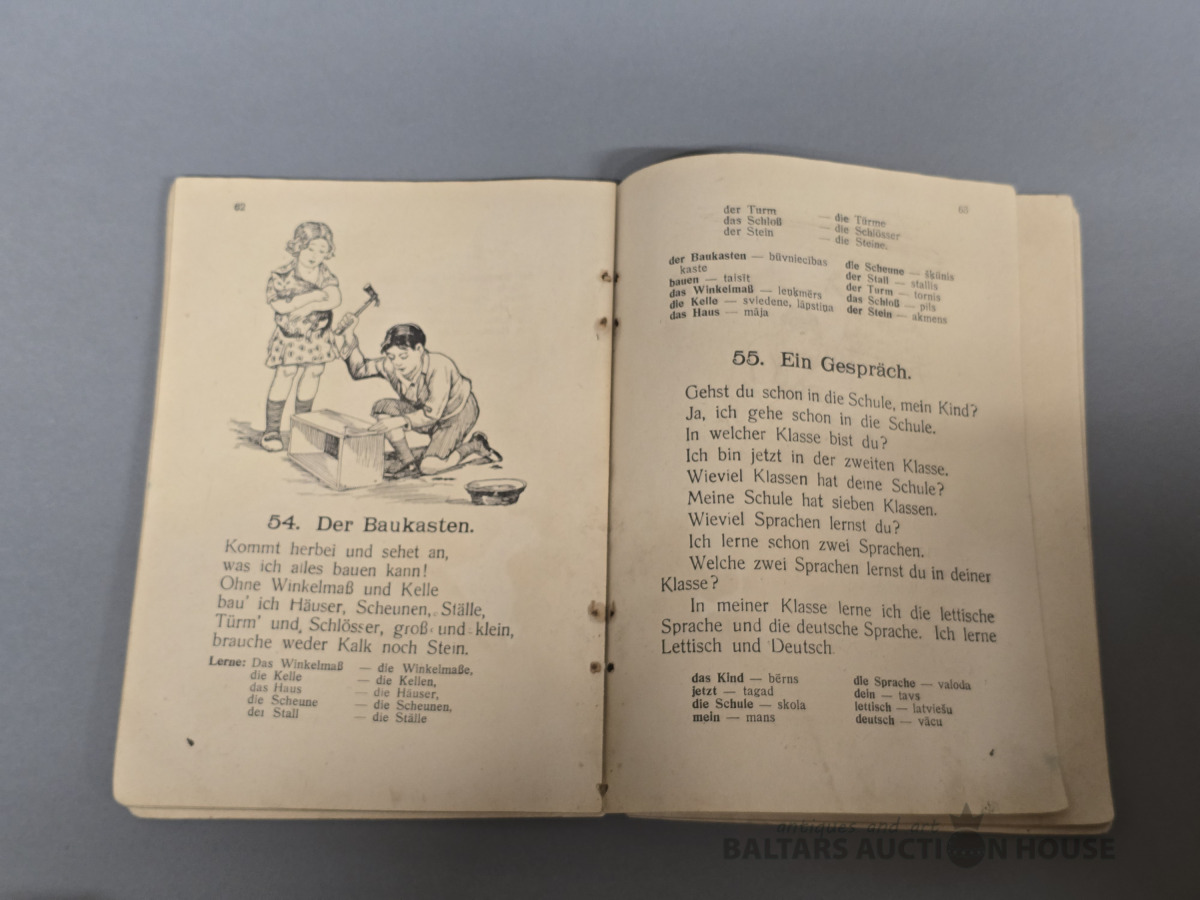 62
54. Der Baukasten.
Kommt herbei und sehet an,
was ich alles bauen kann!
Ohne Winkelmaß und Kelle
bau' ich Häuser, Scheunen, Ställe,
Türm' und Schlösser, groß und klein,
brauche weder Kalk noch Stein.
Lerne: Das Winkelmaß — die Winkelmaße,
die Kelle — die Kellen,
das Haus — die Häuser,
die Scheune — die Scheunen,
der Stall — die Ställe
63
der Turm — die Türme
das Schloß — die Schlösser
der Stein — die Steine.
der Baukasten — būvniecības
kaste
bauen — taisīt
das Winkelmaß — leņkmērs
die Kelle — sviedene, lāpstiņa
das Haus — māja
die Scheune — šķūnis
der Stall — stallis
der Turm — tornis
das Schloß — pils
der Stein — akmens
55. Ein Gespräch.
Gehst du schon in die Schule, mein Kind?
Ja, ich gehe schon in die Schule.
In welcher Klasse bist du?
Ich bin jetzt in der zweiten Klasse.
Wieviel Klassen hat deine Schule?
Meine Schule hat sieben Klassen.
Wieviel Sprachen lernst du?
Ich lerne schon zwei Sprachen.
Welche zwei Sprachen lernst du in deiner
Klasse?
In meiner Klasse lerne ich die lettische
Sprache und die deutsche Sprache. Ich lerne
Lettisch und Deutsch
das Kind — bērns
jetzt — tagad
die Schule — skola
mein — mans
die Sprache — valoda
dein — tavs
lettisch — latviešu
deutsch — vācu
antiques and art
BALTARS AUCTION HOUSE